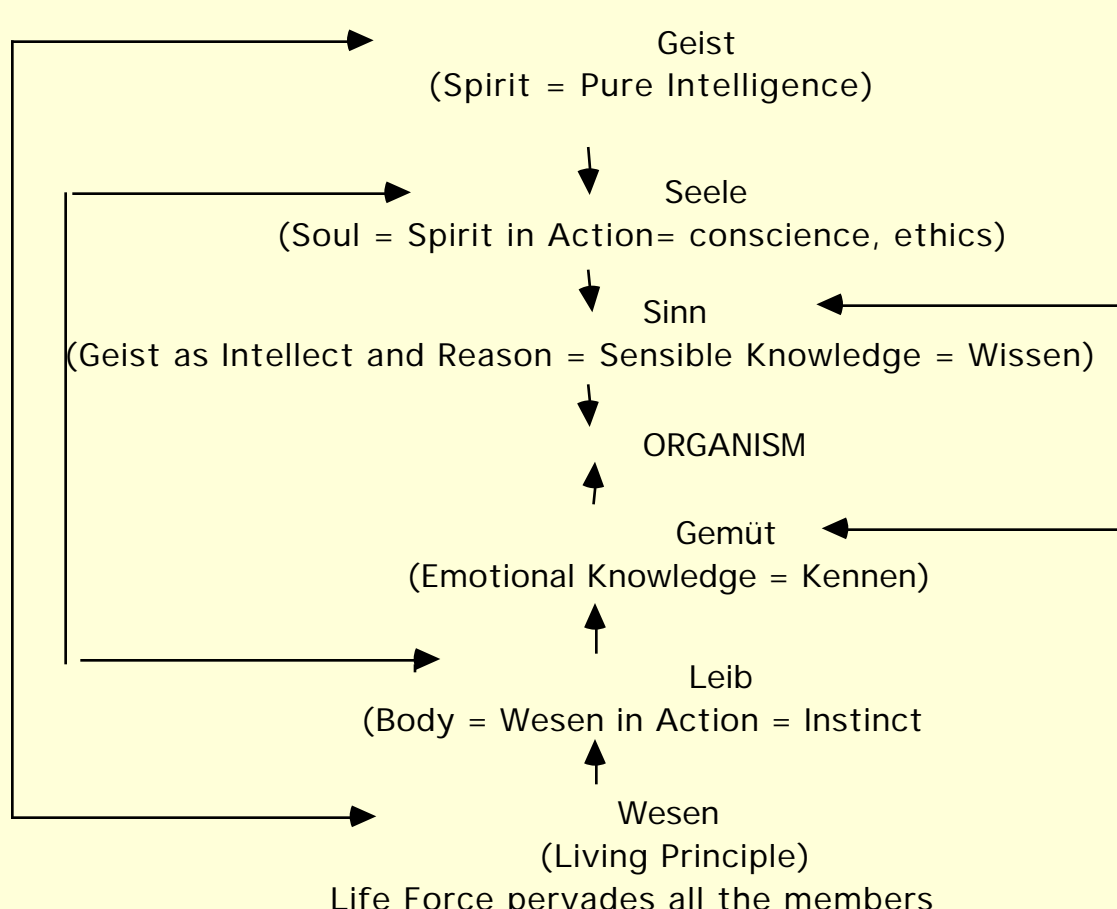 Geist
(Spirit = Pure Intelligence)
Seele
(Soul = Spirit in Action= conscience, ethics)
Sinn
(Geist as Intellect and Reason = Sensible Knowledge = Wissen)
ORGANISM
Gemüt
(Emotional Knowledge = Kennen)
Leib
(Body = Wesen in Action = Instinct
Wesen
(Living Principle)
Life Force pervades all the members